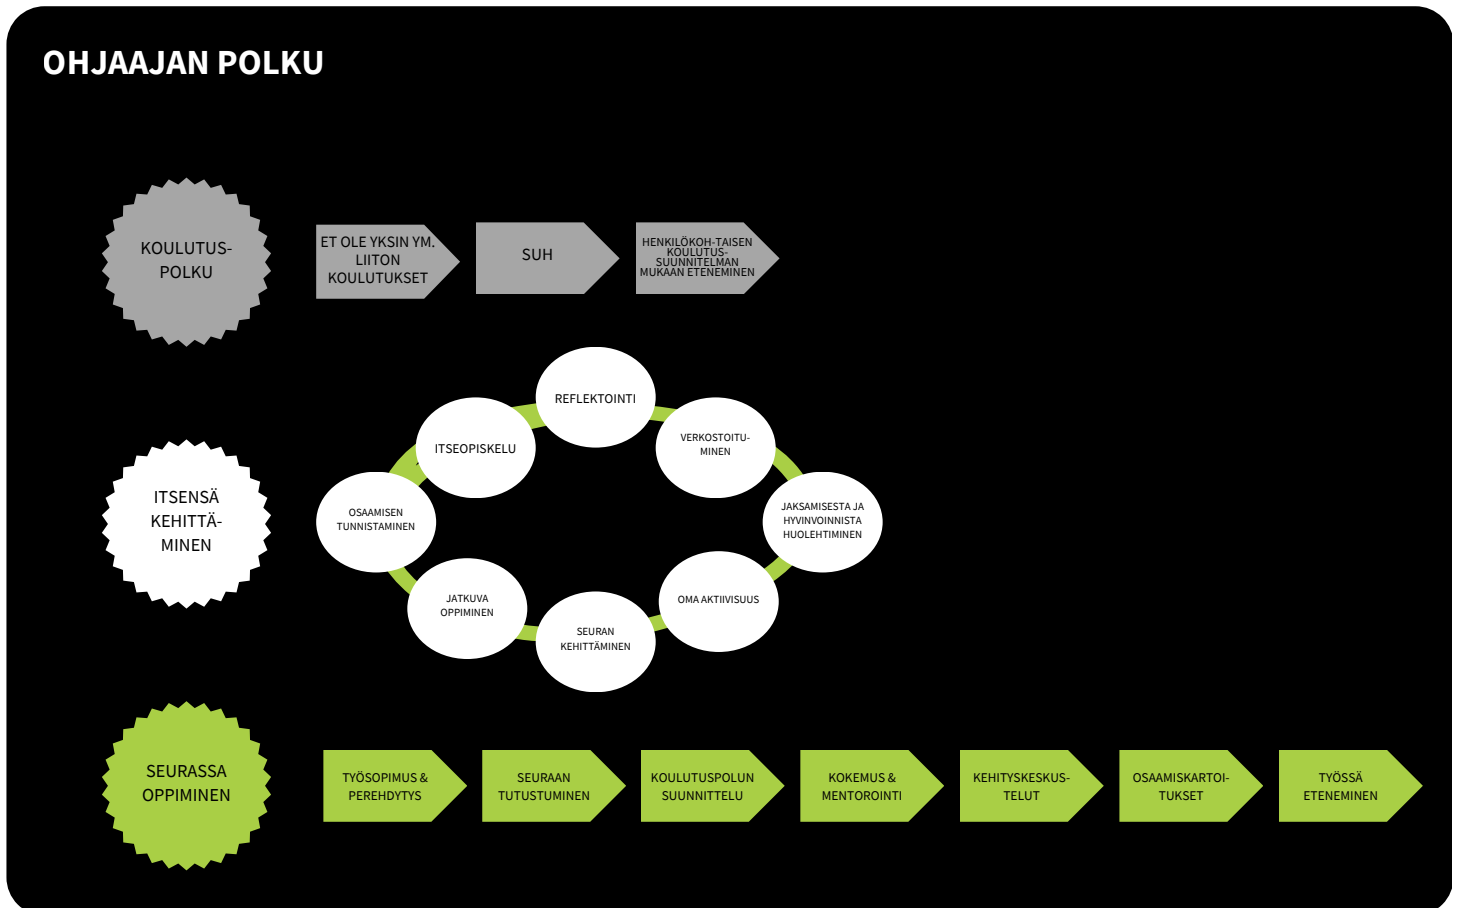 OHJAAJAN POLKU
KOULUTUS-
POLKU
ET OLE YKSIN YM.
LIITON
KOULUTUKSET
SUH
HENKILÖKOH-TAISEN
KOULUTUS-
SUUNNITELMAN
MUKAAN ETENEMINEN
ITSENSÄ
KEHITTÄ-
MINEN
REFLEKTOINTI
ITSEOPISKELU
VERKOSTOITU-
MINEN
OSAAMISEN
TUNNISTAMINEN
JAKSAMISESTA JA
HYVINVOINNISTA
HUOLEHTIMINEN
JATKUVA
OPPIMINEN
OMA AKTIIVISUUS
SEURAN
KEHITTÄMINEN
SEURASSA
OPPIMINEN
TYÖSOPIMUS &
PEREHDYTYS
SEURAAN
TUTUSTUMINEN
KOULUTUSPOLUN
SUUNNITTELU
KOKEMUS &
MENTOROINTI
KEHITYSKESKUS-
TELUT
OSAAMISKARTOI-
TUKSET
TYÖSSÄ
ETENEMINEN